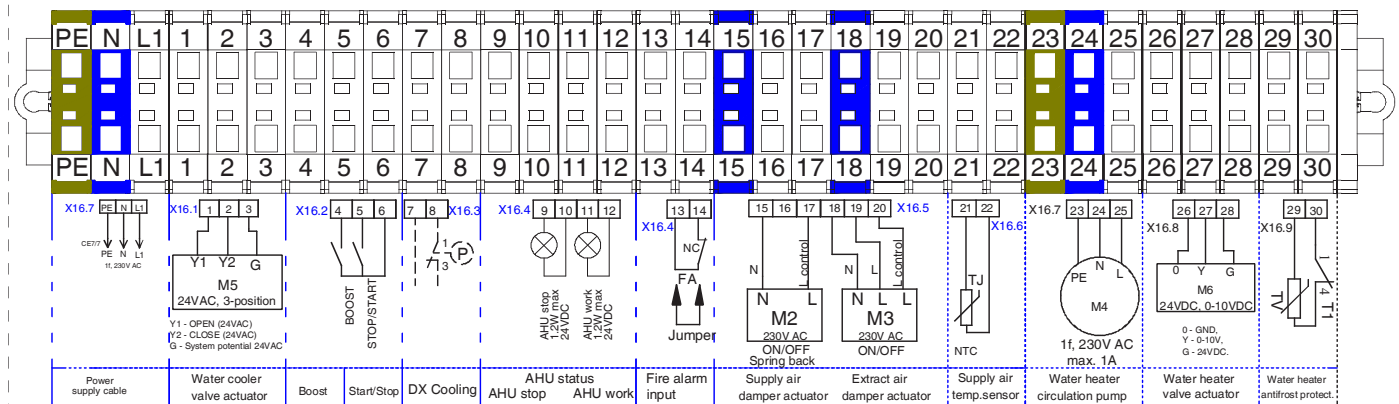 PE N L1 1 2 3 4 5 6 7 8 9 10 11 12 13 14 15 16 17 18 19 20 21 22 23 24 25 26 27 28 29 30
PE N L1 1 2 3 4 5 6 7 8 9 10 11 12 13 14 15 16 17 18 19 20 21 22 23 24 25 26 27 28 29 30
X16.7 PE N L1
CE7/7
PE N L1
1f, 230V AC
Power
supply cable
X16.1 1 2 3
Y1 Y2 G
M5
24VAC, 3-position
Y1 - OPEN (24VAC)
Y2 - CLOSE (24VAC)
G - System potential 24VAC
Water cooler
valve actuator
X16.2 4 5 6
BOOST
STOP/START
Boost
Start/Stop
7 8 X16.3
1
3
P
DX Cooling
X16.4 9 10 11 12
AHU stop
1,2W max
24VDC
AHU work
1,2W max
24VDC
AHU status
AHU stop AHU work
13 14
X16.4
NC
FA
Jumper
Fire alarm
input
15 16 17 18 19 20 X16.5
N
L control
N L
M2
230V AC
ON/OFF
Spring back
Supply air
damper actuator
N
L
L control
N L L
M3
230V AC
ON/OFF
Extract air
damper actuator
21 22
X16.6
TJ
NTC
Supply air
temp.sensor
X16.7
23 24 25
PE N L
M4
1f, 230V AC
max. 1A
Water heater
circulation pump
26 27 28
X16.8
0 Y G
M6
24VDC, 0-10VDC
0 - GND,
Y - 0-10V,
G - 24VDC.
Water heater
valve actuator
29 30
X16.9
TV
1
4
T1
Water heater
antifrost protect.